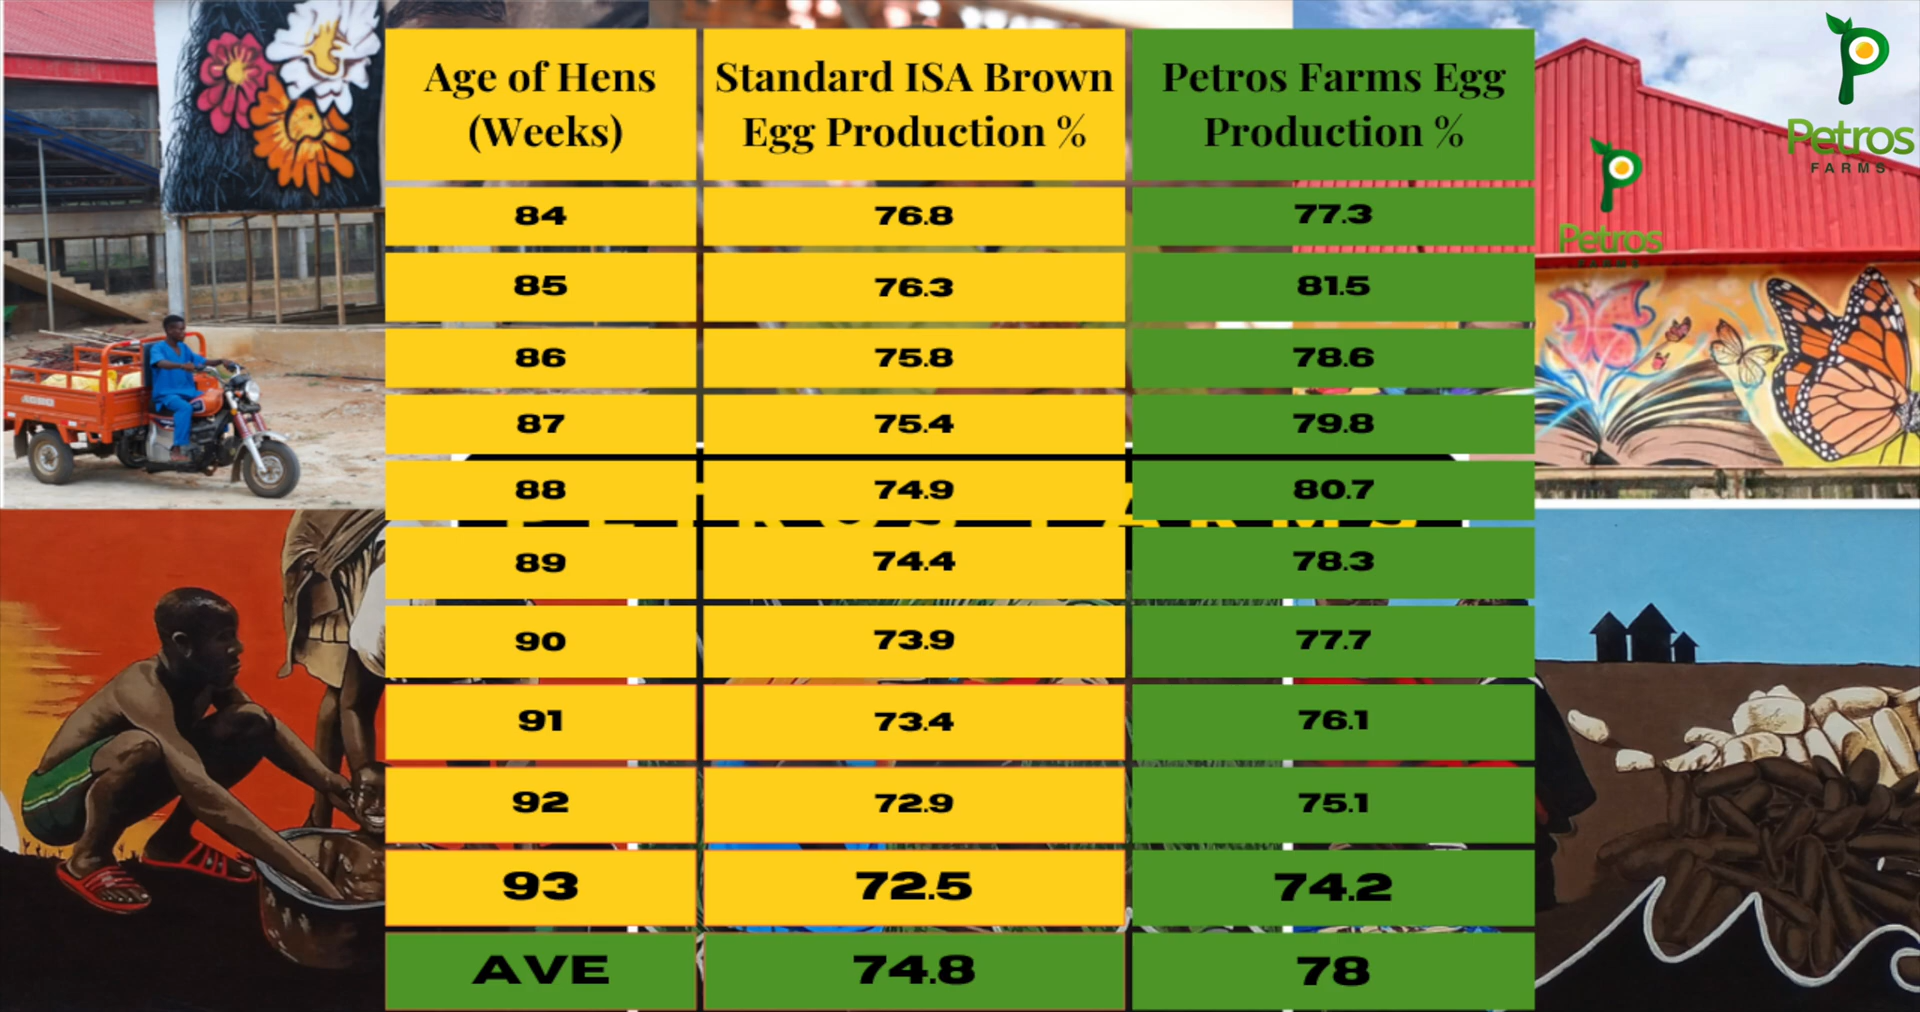 Age of Hens
(Weeks)
Standard ISA Brown
Egg Production %
Petros Farms Egg
Production %
84 76.8 77.3
85 76.3 81.5
86 75.8 78.6
87 75.4 79.8
88 74.9 80.7
89 74.4 78.3
90 73.9 77.7
91 73.4 76.1
92 72.9 75.1
93 72.5 74.2
AVE 74.8 78
Petros
FARMS
Petros
FARMS